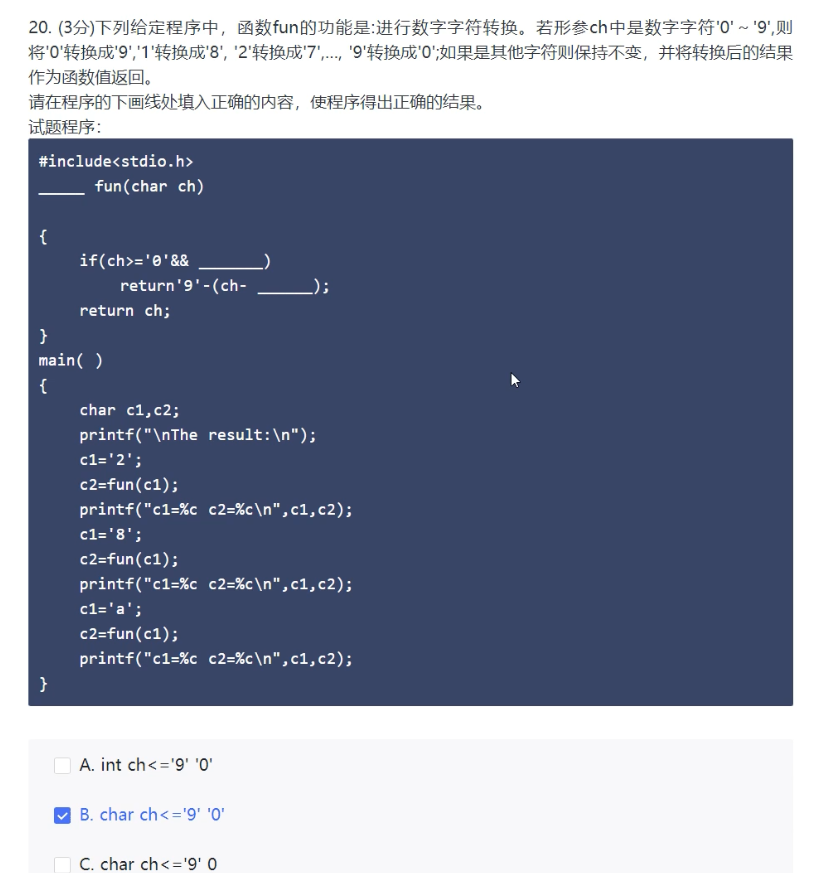 20. (3分)下列给定程序中，函数fun的功能是:进行数字字符转换。若形参ch中是数字字符'0' ~ '9',则
将'0'转换成'9','1'转换成'8', '2'转换成'7',..., '9'转换成'0';如果是其他字符则保持不变，并将转换后的结果
作为函数值返回。
请在程序的下画线处填入正确的内容，使程序得出正确的结果。
试题程序：
#include<stdio.h>
_____ fun(char ch)
{
if(ch>='0'&& _______)
return'9'-(ch- ______);
return ch;
}
main( )
{
char c1,c2;
printf("\nThe result:\n");
c1='2';
c2=fun(c1);
printf("c1=%c c2=%c\n",c1,c2);
c1='8';
c2=fun(c1);
printf("c1=%c c2=%c\n",c1,c2);
c1='a';
c2=fun(c1);
printf("c1=%c c2=%c\n",c1,c2);
}
A. int ch<='9' '0'
B. char ch<='9' '0'
C. char ch<='9' 0